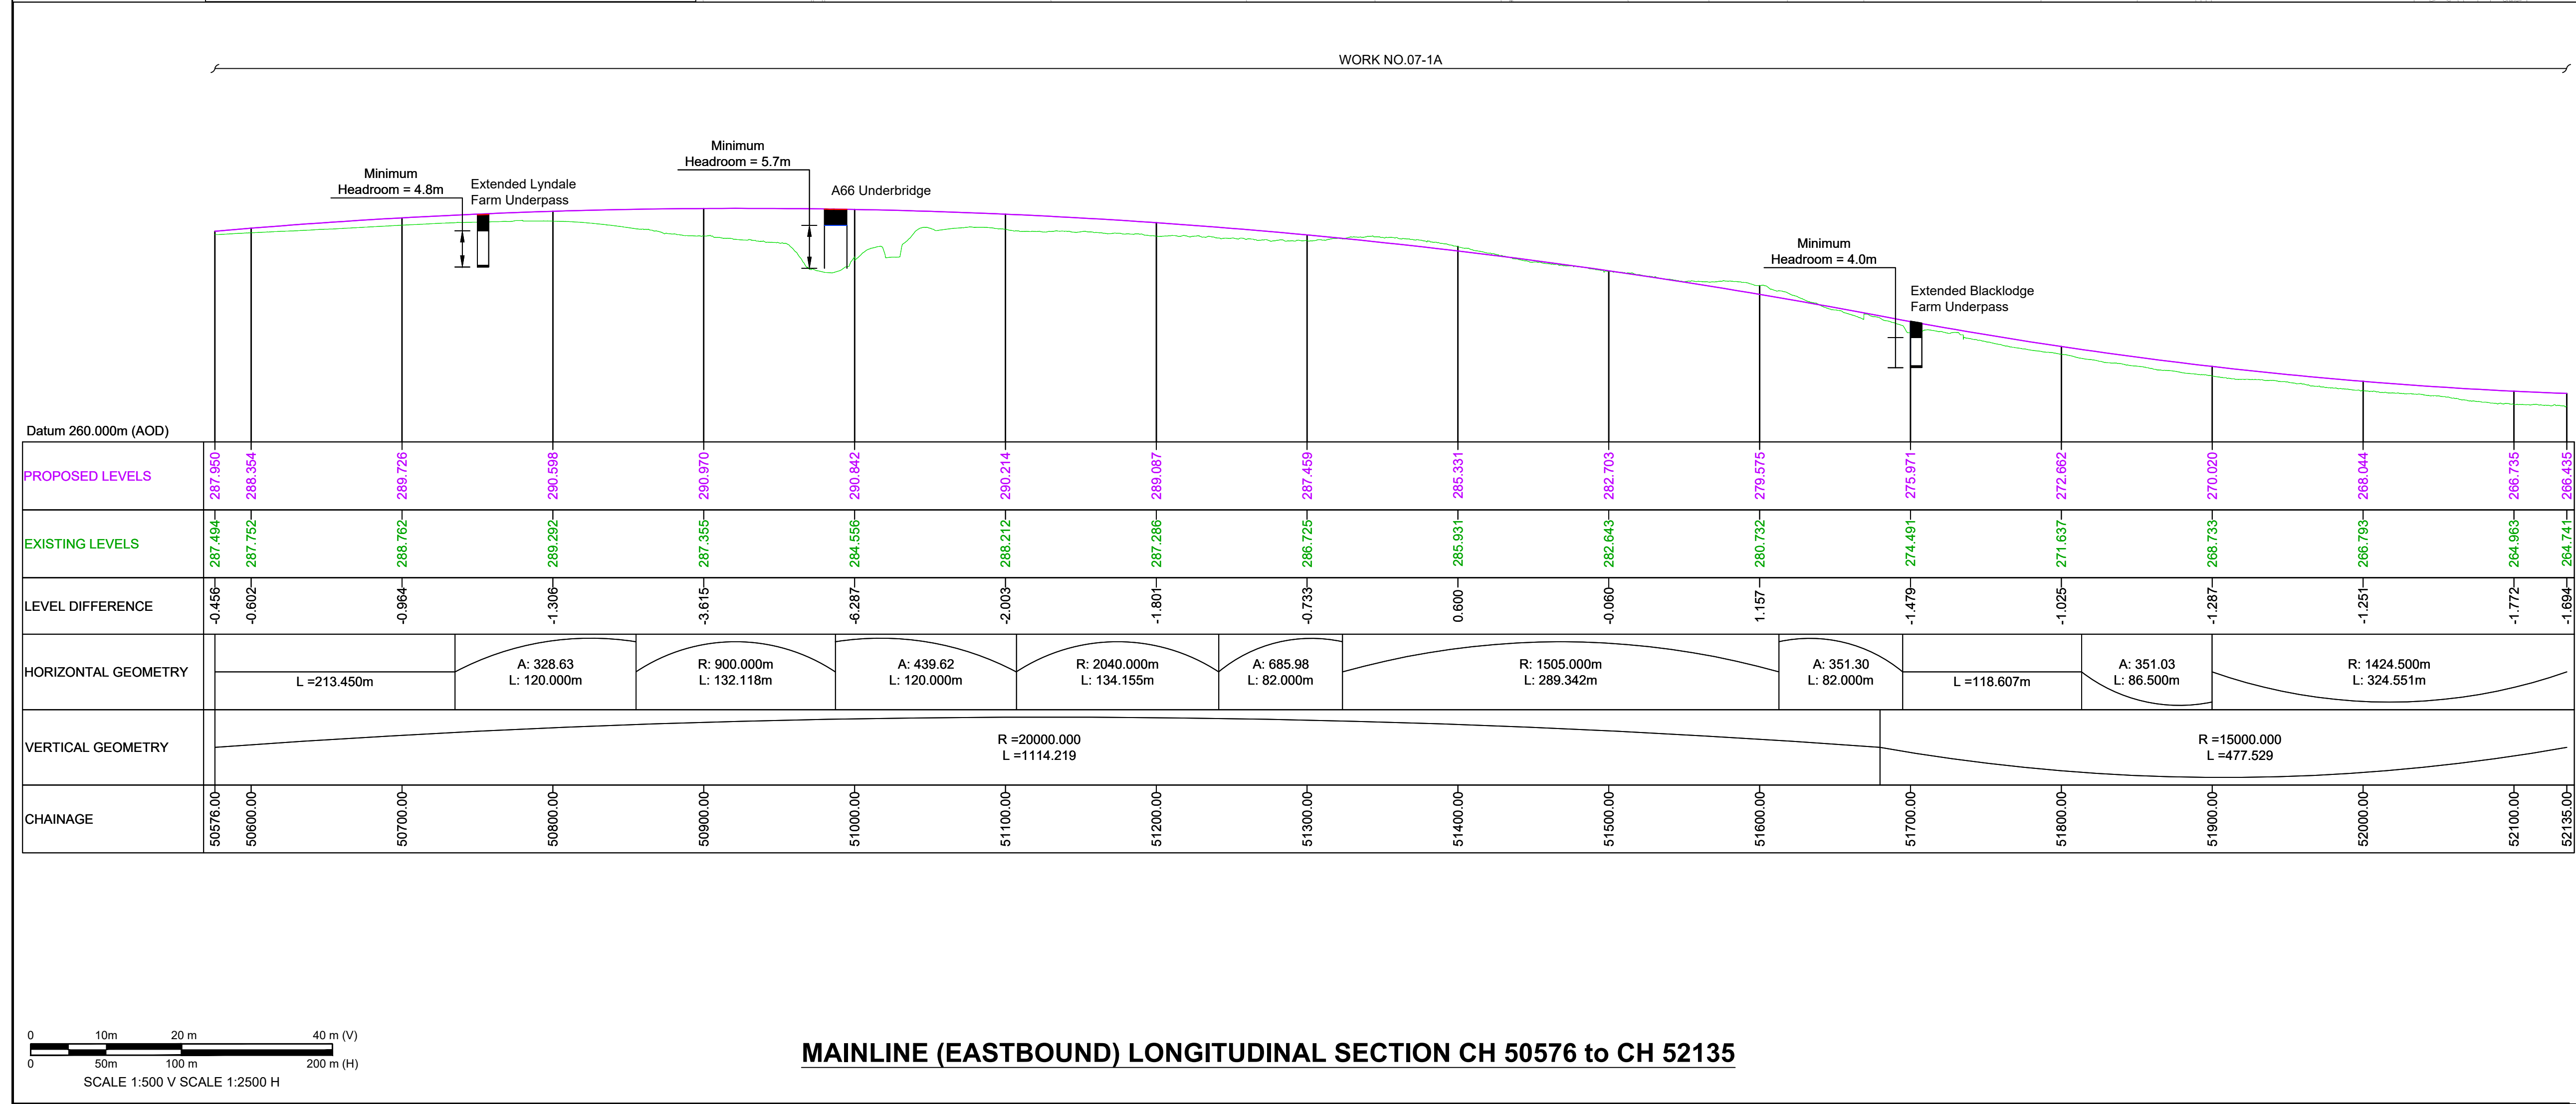 WORK NO.07-1A
Minimum
Headroom = 4.8m
Extended Lyndale
Farm Underpass
Minimum
Headroom = 5.7m
A66 Underbridge
Minimum
Headroom = 4.0m
Extended Blacklodge
Farm Underpass
Datum 260.000m (AOD)
PROPOSED LEVELS
287.950
288.354
289.726
290.598
290.970
290.842
290.214
289.087
287.459
285.331
282.703
279.575
275.971
272.662
270.020
268.044
266.735
266.435
EXISTING LEVELS
287.494
287.752
288.762
289.292
287.355
284.556
288.212
287.286
286.725
285.931
282.643
280.732
274.491
271.637
268.733
266.793
264.963
264.741
LEVEL DIFFERENCE
-0.456
-0.602
-0.964
-1.306
-3.615
-6.287
-2.003
-1.801
-0.733
0.600
-0.060
1.157
-1.479
-1.025
-1.287
-1.251
-1.772
-1.694
HORIZONTAL GEOMETRY
L =213.450m
A: 328.63
L: 120.000m
R: 900.000m
L: 132.118m
A: 439.62
L: 120.000m
R: 2040.000m
L: 134.155m
A: 685.98
L: 82.000m
R: 1505.000m
L: 289.342m
A: 351.30
L: 82.000m
L =118.607m
A: 351.03
L: 86.500m
R: 1424.500m
L: 324.551m
VERTICAL GEOMETRY
R =20000.000
L =1114.219
R =15000.000
L =477.529
CHAINAGE
50576.00
50600.00
50700.00
50800.00
50900.00
51000.00
51100.00
51200.00
51300.00
51400.00
51500.00
51600.00
51700.00
51800.00
51900.00
52000.00
52100.00
52135.00
0 10m 20 m 40 m (V)
0 50m 100 m 200 m (H)
SCALE 1:500 V SCALE 1:2500 H
MAINLINE (EASTBOUND) LONGITUDINAL SECTION CH 50576 to CH 52135